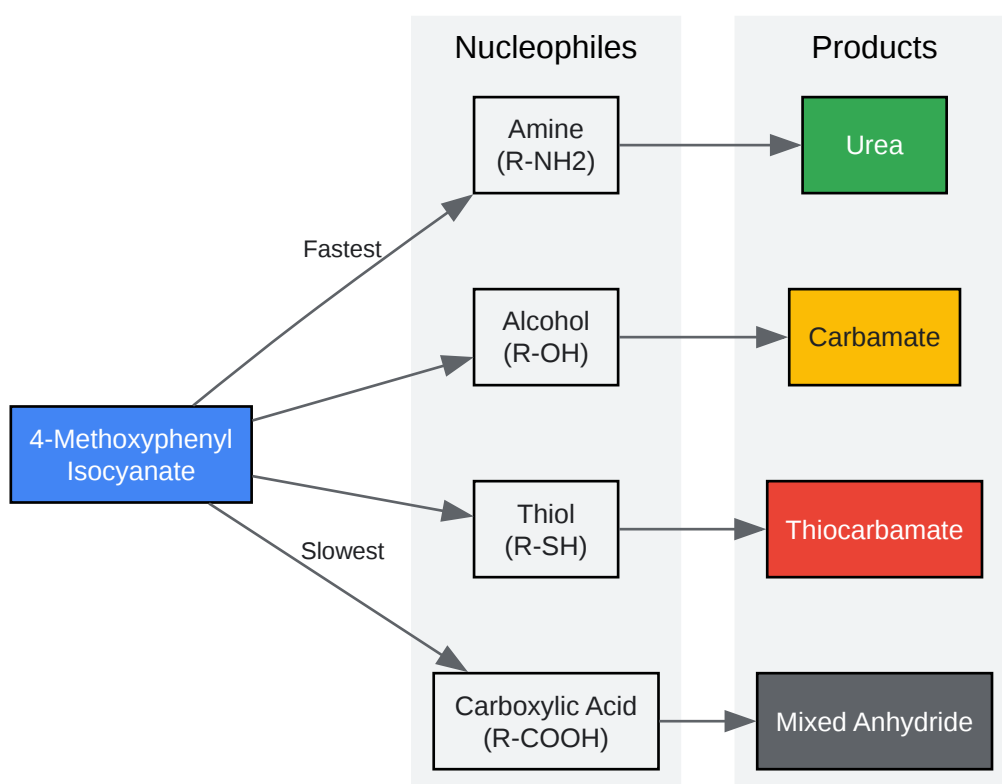 Nucleophiles
Products
Amine
(R-NH2)
Urea
Fastest
Alcohol
(R-OH)
Carbamate
4-Methoxyphenyl
Isocyanate
Thiol
(R-SH)
Thiocarbamate
Slowest
Carboxylic Acid
(R-COOH)
Mixed Anhydride